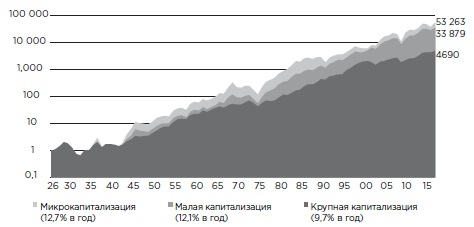 100 000
53 263
10 000
33 879
1,000
4690
100
10
1
0,1
26 30 35 40 45 50 55 60 65 70 75 80 85 90 95 00 05 10 15
Микрокапитализация
(12,7% в год)
Малая капитализация
(12,1% в год)
Крупная капитализация
(9,7% в год)